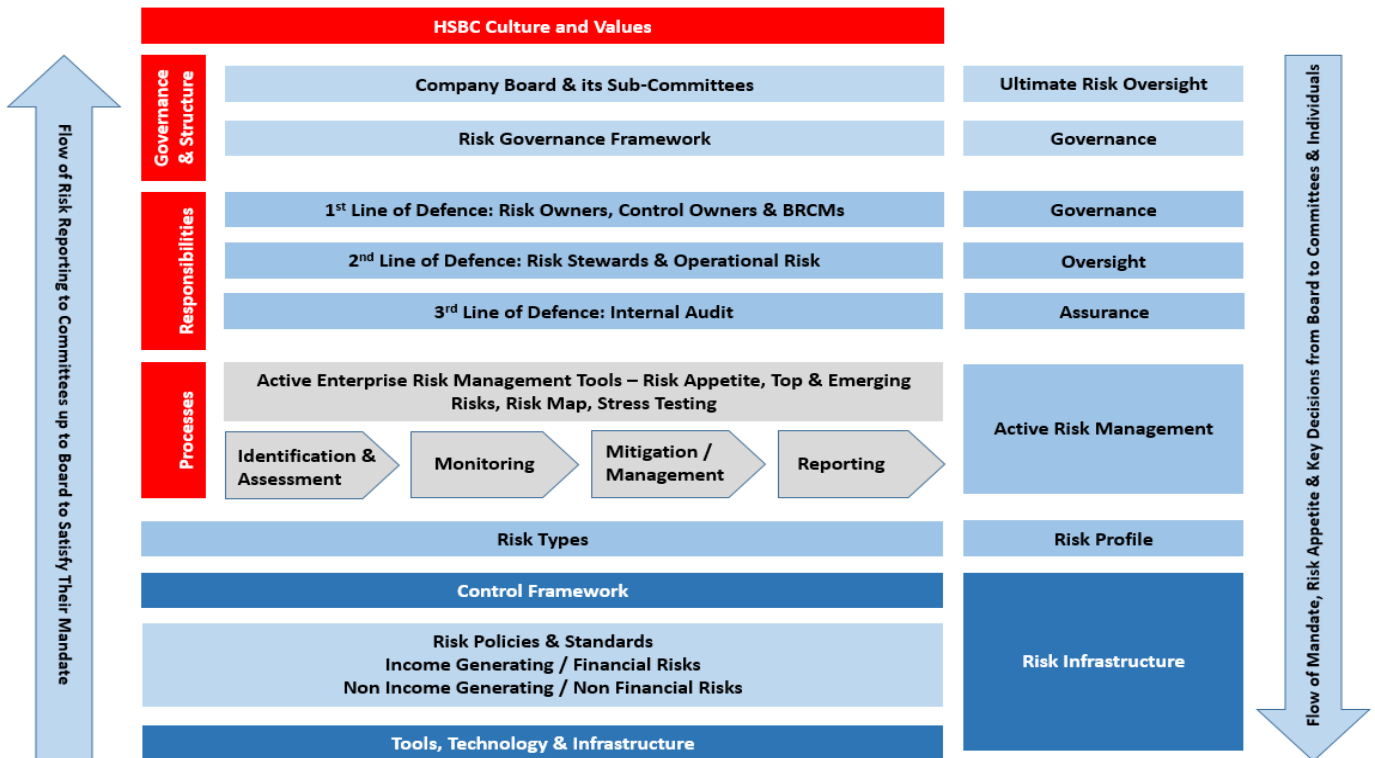 HSBC Culture and Values
Flow of Risk Reporting to Committees up to Board to Satisfy Their Mandate
Governance
& Structure
Company Board & its Sub-Committees
Ultimate Risk Oversight
Risk Governance Framework
Governance
Responsibilities
1st Line of Defence: Risk Owners, Control Owners & BRCMs
Governance
2nd Line of Defence: Risk Stewards & Operational Risk
Oversight
3rd Line of Defence: Internal Audit
Assurance
Processes
Active Enterprise Risk Management Tools – Risk Appetite, Top & Emerging
Risks, Risk Map, Stress Testing
Identification &
Assessment
Monitoring
Mitigation /
Management
Reporting
Active Risk Management
Risk Types
Risk Profile
Control Framework
Risk Policies & Standards
Income Generating / Financial Risks
Non Income Generating / Non Financial Risks
Risk Infrastructure
Tools, Technology & Infrastructure
Flow of Mandate, Risk Appetite & Key Decisions from Board to Committees & Individuals